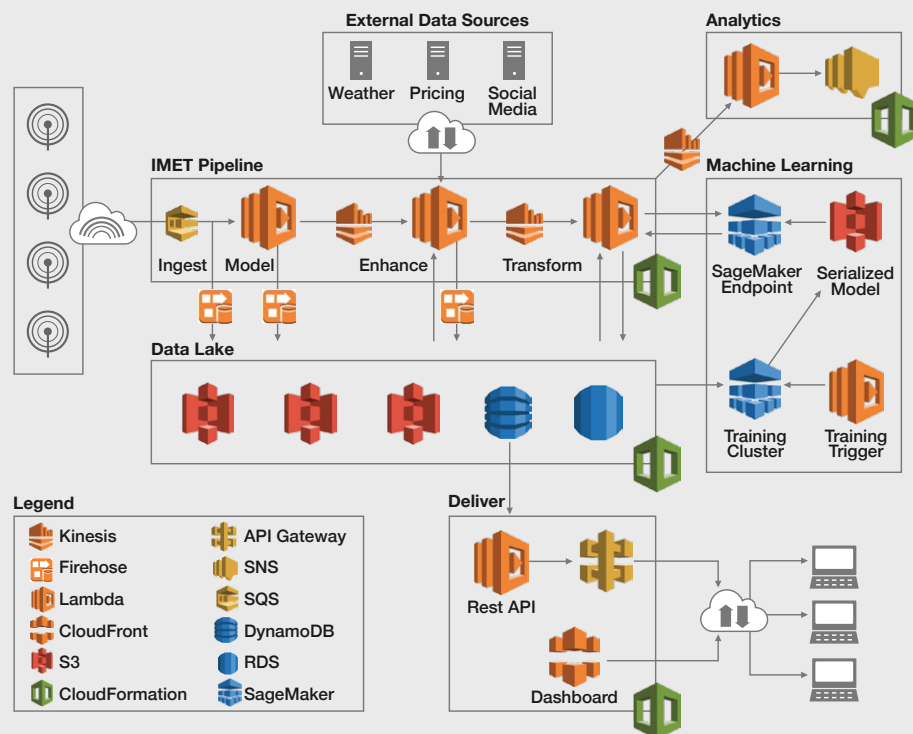 External Data Sources
Weather
Pricing
Social
Media
Analytics
IMET Pipeline
Ingest
Model
Enhance
Transform
Machine Learning
SageMaker
Endpoint
Serialized
Model
Training
Cluster
Training
Trigger
Data Lake
Legend
Kinesis
Firehose
Lambda
CloudFront
S3
CloudFormation
API Gateway
SNS
SQS
DynamoDB
RDS
SageMaker
Deliver
Rest API
Dashboard